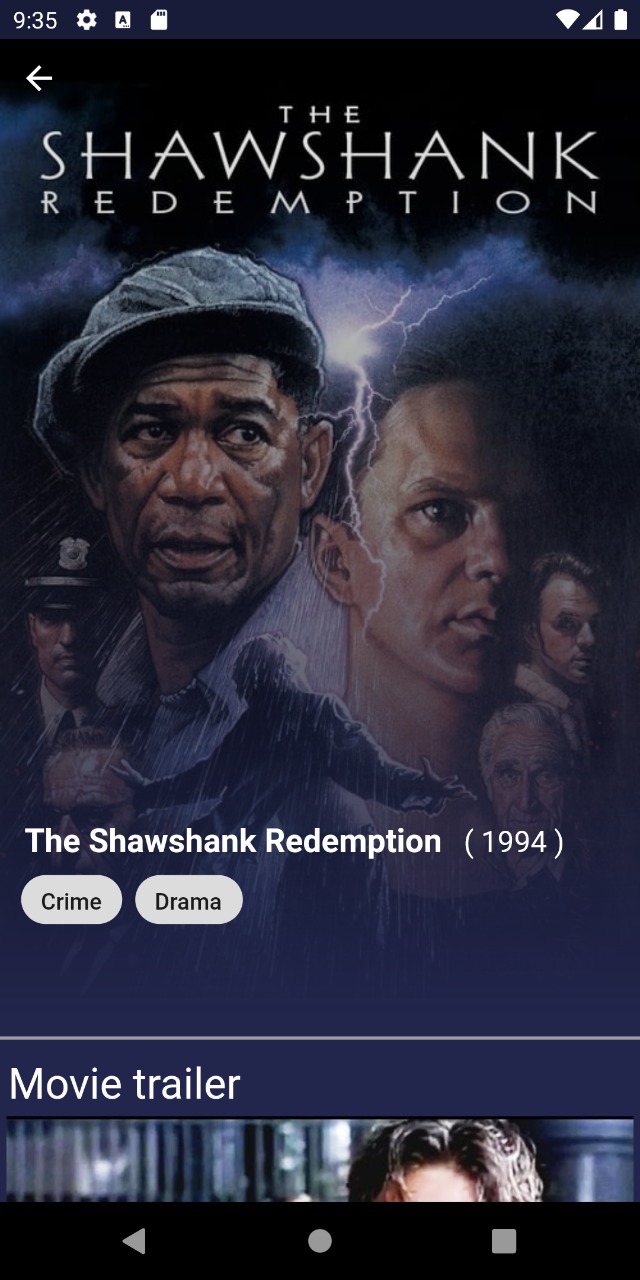 9:35
THE
SHAWSHANK
REDEMPTION
The Shawshank Redemption ( 1994 )
Crime Drama
Movie trailer